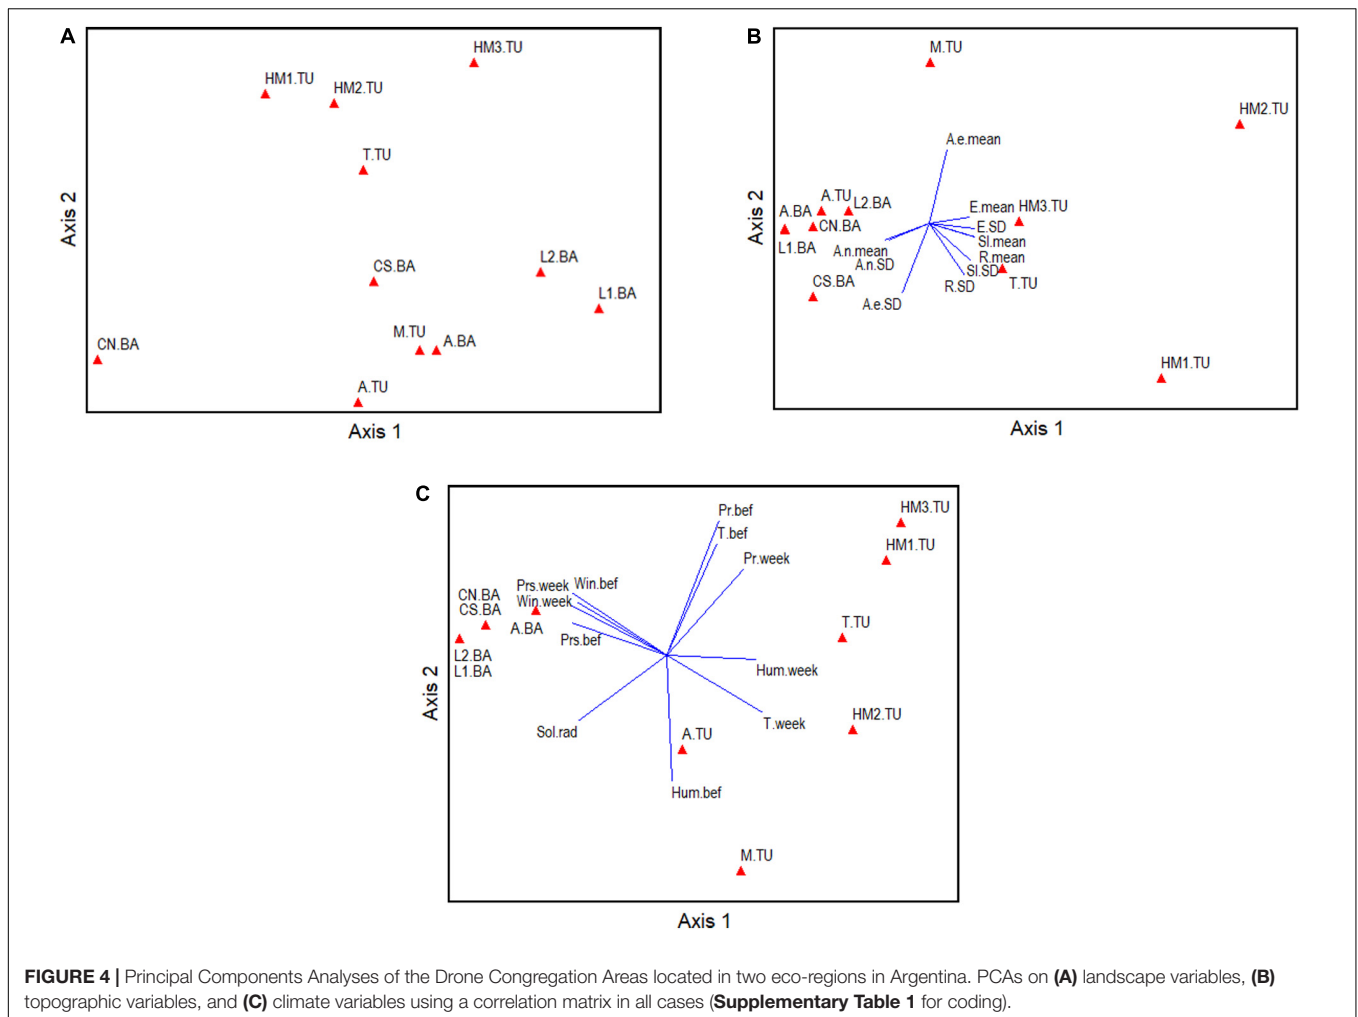 A
HM3.TU
HM1.TU
HM2.TU
T.TU
Axis 2
CS.BA
L2.BA
L1.BA
M.TU
A.BA
CN.BA
A.TU
Axis 1
B
M.TU
HM2.TU
A.e.mean
A.TU
L2.BA
A.BA
CN.BA
L1.BA
E.mean
HM3.TU
E.SD
Sl.mean
R.mean
Sl.SD
R.SD
T.TU
A.n.mean
A.n.SD
A.e.SD
CS.BA
HM1.TU
Axis 2
Axis 1
C
Pr.bef
T.bef
Pr.week
HM3.TU
HM1.TU
Prs.week
Win.bef
Win.week
Prs.bef
CN.BA
CS.BA
A.BA
L2.BA
L1.BA
T.TU
Hum.week
T.week
HM2.TU
Sol.rad
A.TU
Hum.bef
M.TU
Axis 2
Axis 1
FIGURE 4 | Principal Components Analyses of the Drone Congregation Areas located in two eco-regions in Argentina. PCAs on (A) landscape variables, (B)
topographic variables, and (C) climate variables using a correlation matrix in all cases (Supplementary Table 1 for coding).